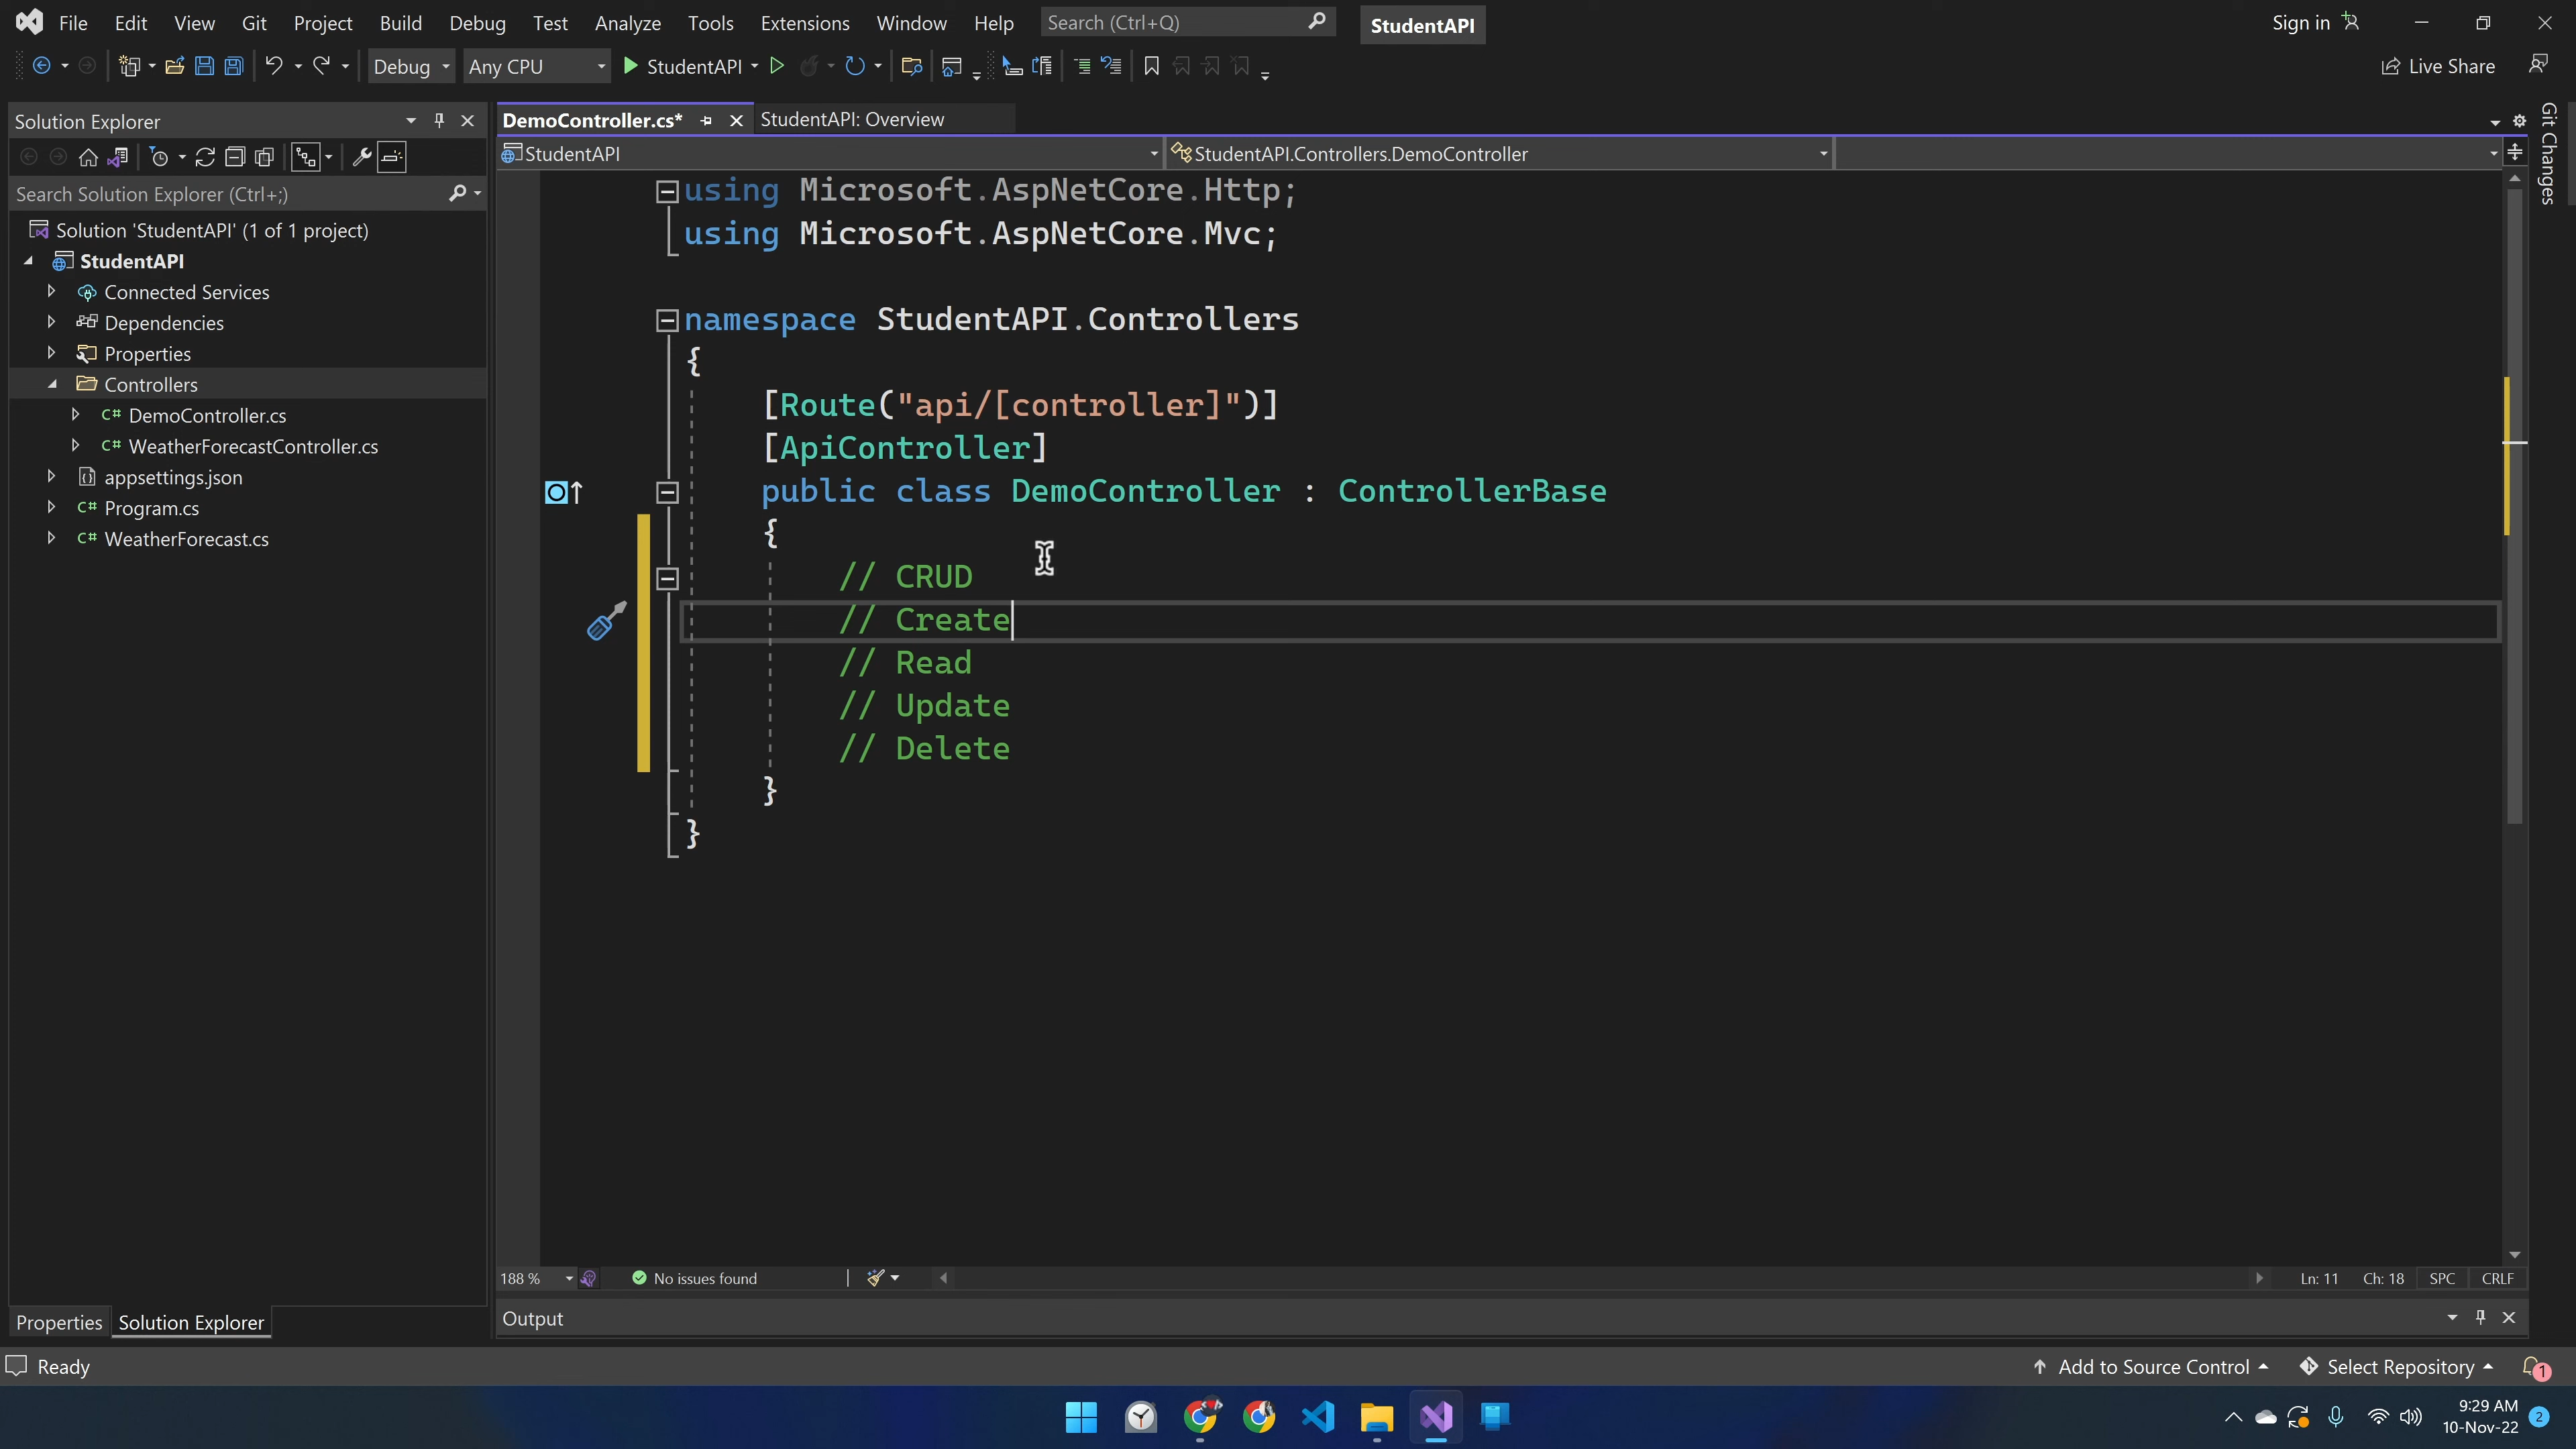 File Edit View Git Project Build Debug Test Analyze Tools Extensions Window Help Search (Ctrl+Q) StudentAPI Sign in
Debug Any CPU StudentAPI Live Share
Solution Explorer
Search Solution Explorer (Ctrl+;)
Solution 'StudentAPI' (1 of 1 project)
StudentAPI
Connected Services
Dependencies
Properties
Controllers
C# DemoController.cs
C# WeatherForecastController.cs
appsettings.json
C# Program.cs
C# WeatherForecast.cs
Properties Solution Explorer
DemoController.cs* StudentAPI: Overview
StudentAPI StudentAPI.Controllers.DemoController
using Microsoft.AspNetCore.Http;
using Microsoft.AspNetCore.Mvc;
namespace StudentAPI.Controllers
{
[Route("api/[controller]")]
[ApiController]
public class DemoController : ControllerBase
{
// CRUD
// Create
// Read
// Update
// Delete
}
}
188 % No issues found Ln: 11 Ch: 18 SPC CRLF
Output
Git Changes
Ready Add to Source Control Select Repository 1
9:29 AM
10-Nov-22 2